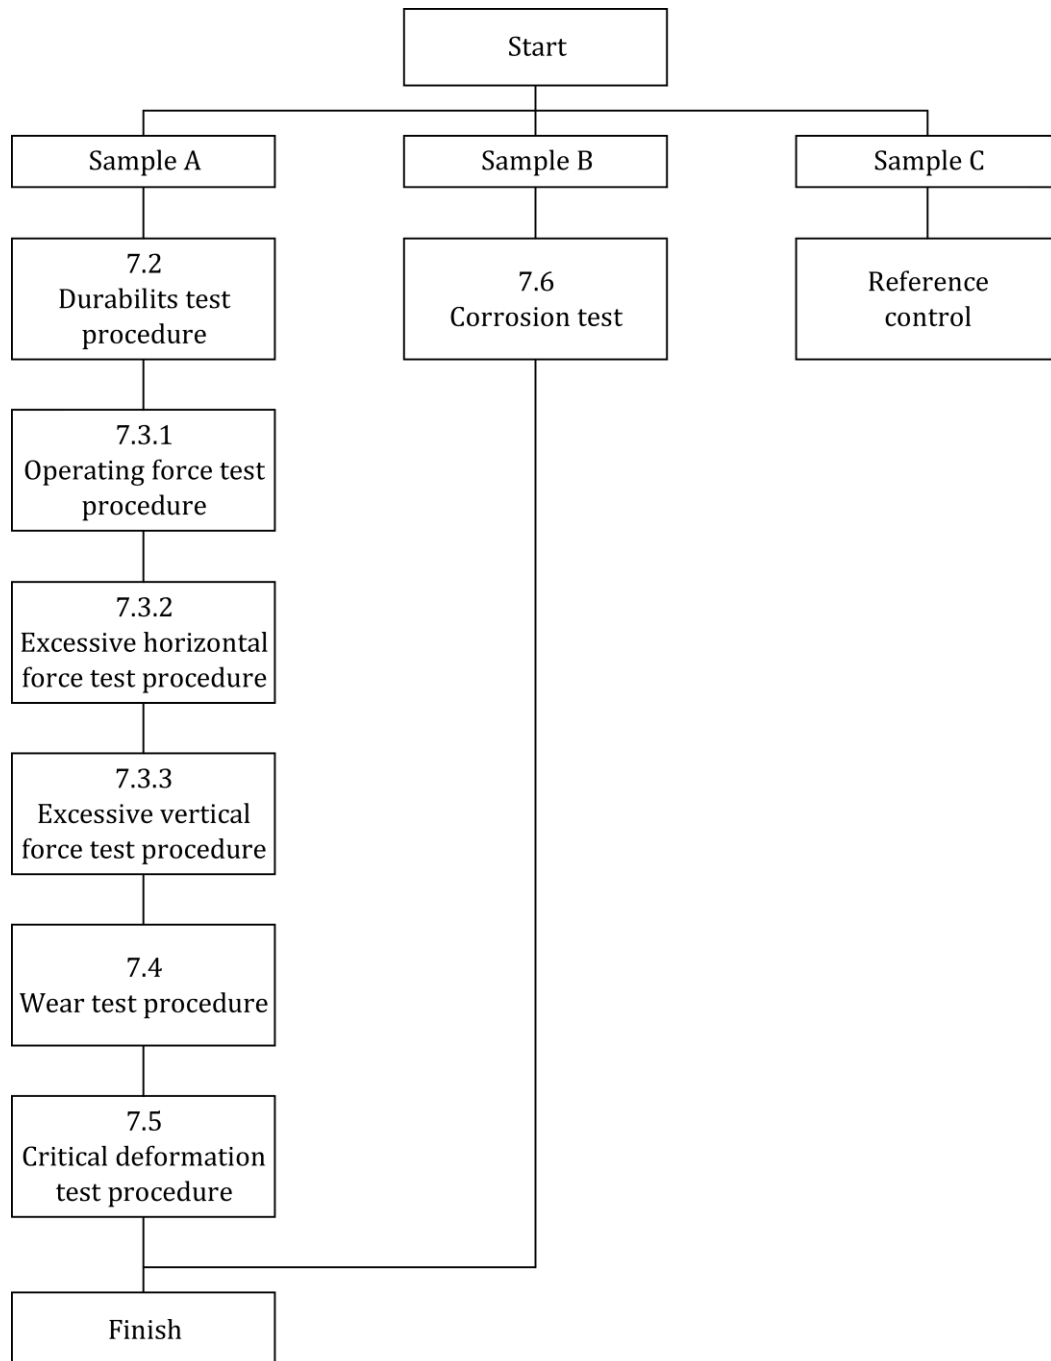 Start
Sample A
Sample B
Sample C
7.2
Durabilits test
procedure
7.6
Corrosion test
Reference
control
7.3.1
Operating force test
procedure
7.3.2
Excessive horizontal
force test procedure
7.3.3
Excessive vertical
force test procedure
7.4
Wear test procedure
7.5
Critical deformation
test procedure
Finish